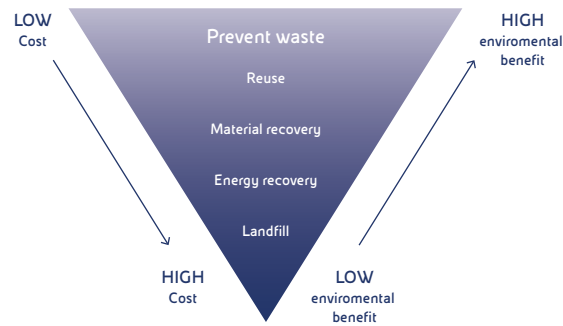 LOW
Cost
HIGH
enviromental
benefit
Prevent waste
Reuse
Material recovery
Energy recovery
Landfill
HIGH
Cost
LOW
enviromental
benefit